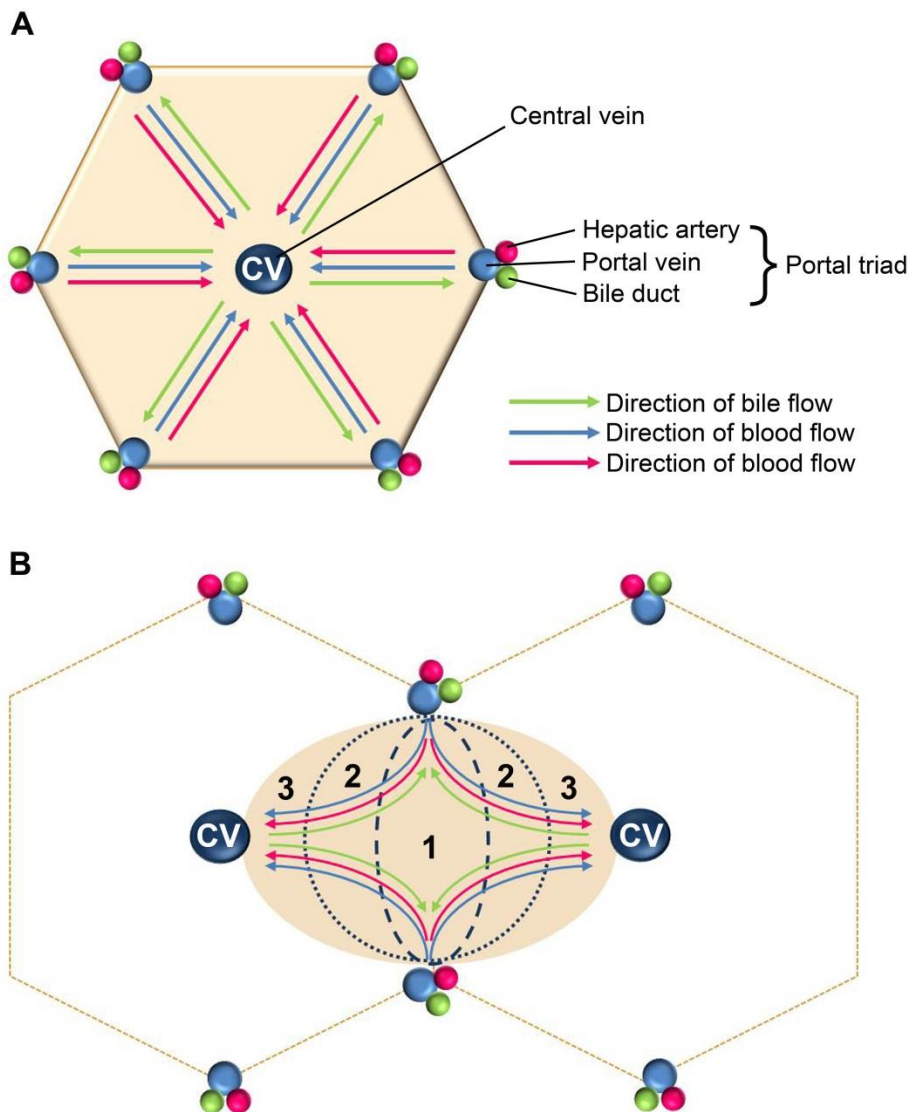 A
Central vein
Hepatic artery
Portal vein
Bile duct
Portal triad
CV
Direction of bile flow
Direction of blood flow
Direction of blood flow
B
3 2 2 3
1
CV CV